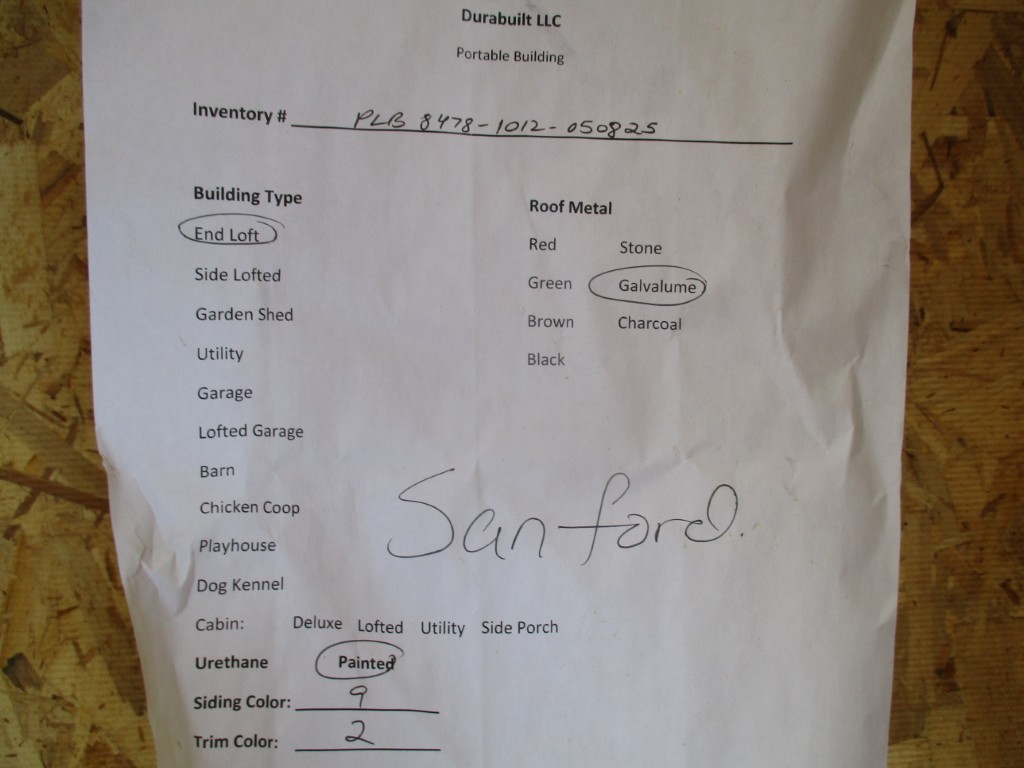 Durabuilt LLC
Portable Building
Inventory # PLB 8478-1012-050825
Building Type
End Loft
Side Lofted
Garden Shed
Utility
Garage
Lofted Garage
Barn
Chicken Coop
Playhouse
Dog Kennel
Roof Metal
Red Stone
Green Galvalume
Brown Charcoal
Black
Sanford.
Cabin: Deluxe Lofted Utility Side Porch
Urethane Painted
Siding Color: 9
Trim Color: 2